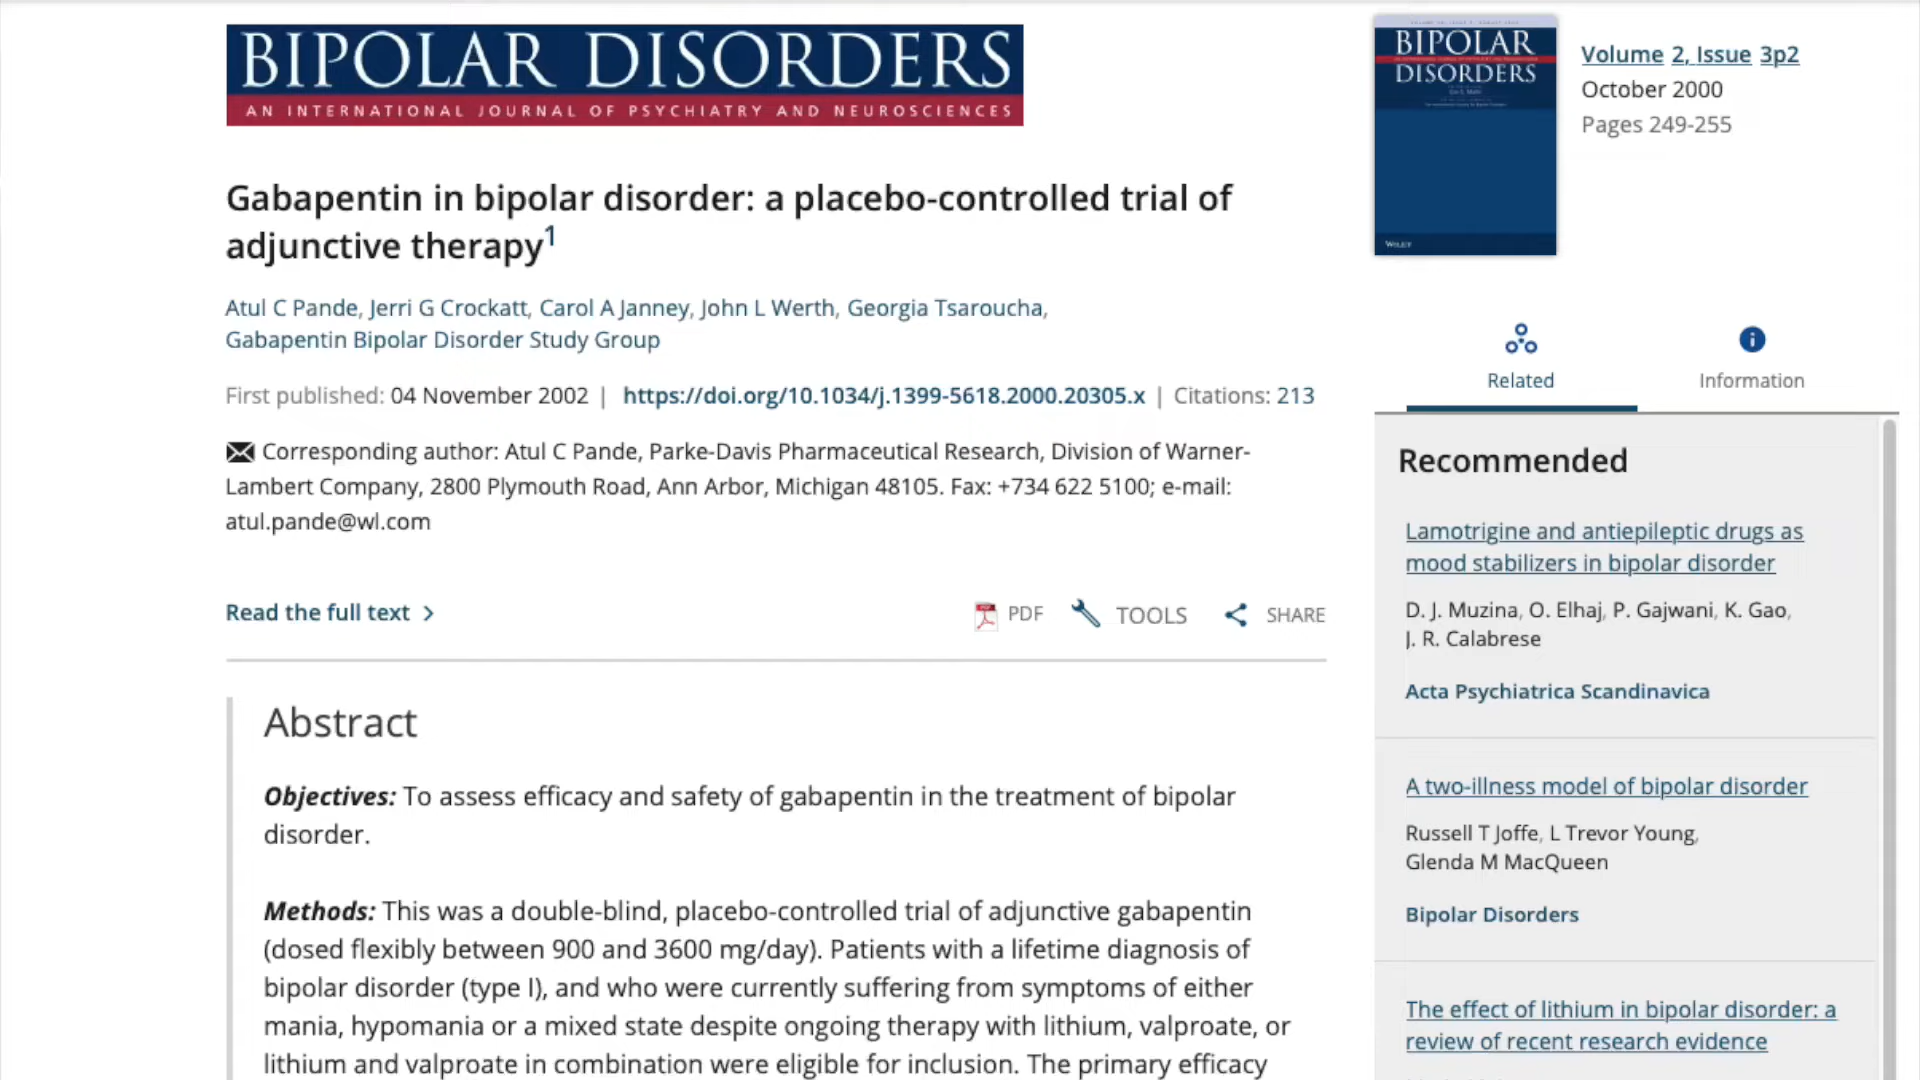 BIPOLAR DISORDERS
AN INTERNATIONAL JOURNAL OF PSYCHIATRY AND NEUROSCIENCES
Gabapentin in bipolar disorder: a placebo-controlled trial of
adjunctive therapy1
Atul C Pande, Jerri G Crockatt, Carol A Janney, John L Werth, Georgia Tsaroucha,
Gabapentin Bipolar Disorder Study Group
First published: 04 November 2002 | https://doi.org/10.1034/j.1399-5618.2000.20305.x | Citations: 213
Corresponding author: Atul C Pande, Parke-Davis Pharmaceutical Research, Division of Warner-
Lambert Company, 2800 Plymouth Road, Ann Arbor, Michigan 48105. Fax: +734 622 5100; e-mail:
atul.pande@wl.com
Read the full text
PDF TOOLS SHARE
Abstract
Objectives: To assess efficacy and safety of gabapentin in the treatment of bipolar
disorder.
Methods: This was a double-blind, placebo-controlled trial of adjunctive gabapentin
(dosed flexibly between 900 and 3600 mg/day). Patients with a lifetime diagnosis of
bipolar disorder (type I), and who were currently suffering from symptoms of either
mania, hypomania or a mixed state despite ongoing therapy with lithium, valproate, or
lithium and valproate in combination were eligible for inclusion. The primary efficacy
BIPOLAR
DISORDERS
WILEY
Volume 2, Issue 3p2
October 2000
Pages 249-255
Related
Information
Recommended
Lamotrigine and antiepileptic drugs as
mood stabilizers in bipolar disorder
D. J. Muzina, O. Elhaj, P. Gajwani, K. Gao,
J. R. Calabrese
Acta Psychiatrica Scandinavica
A two-illness model of bipolar disorder
Russell T Joffe, L Trevor Young,
Glenda M MacQueen
Bipolar Disorders
The effect of lithium in bipolar disorder: a
review of recent research evidence